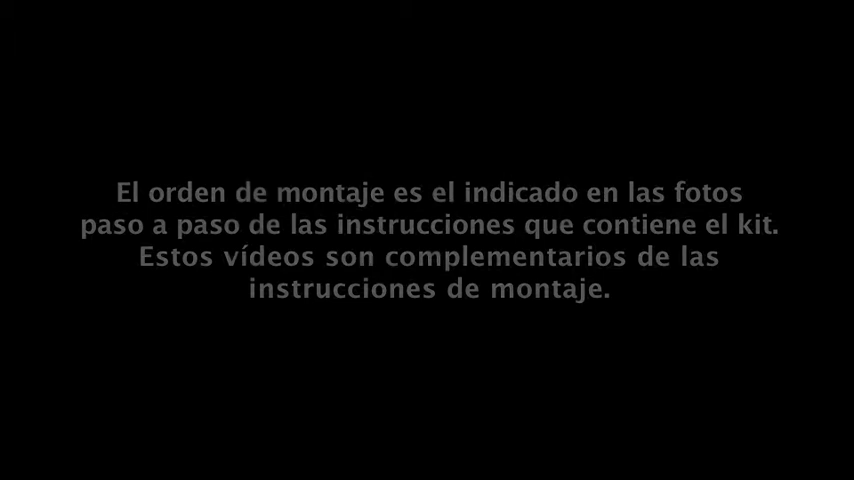 El orden de montaje es el indicado en las fotos
paso a paso de las instrucciones que contiene el kit.
Estos vídeos son complementarios de las
instrucciones de montaje.